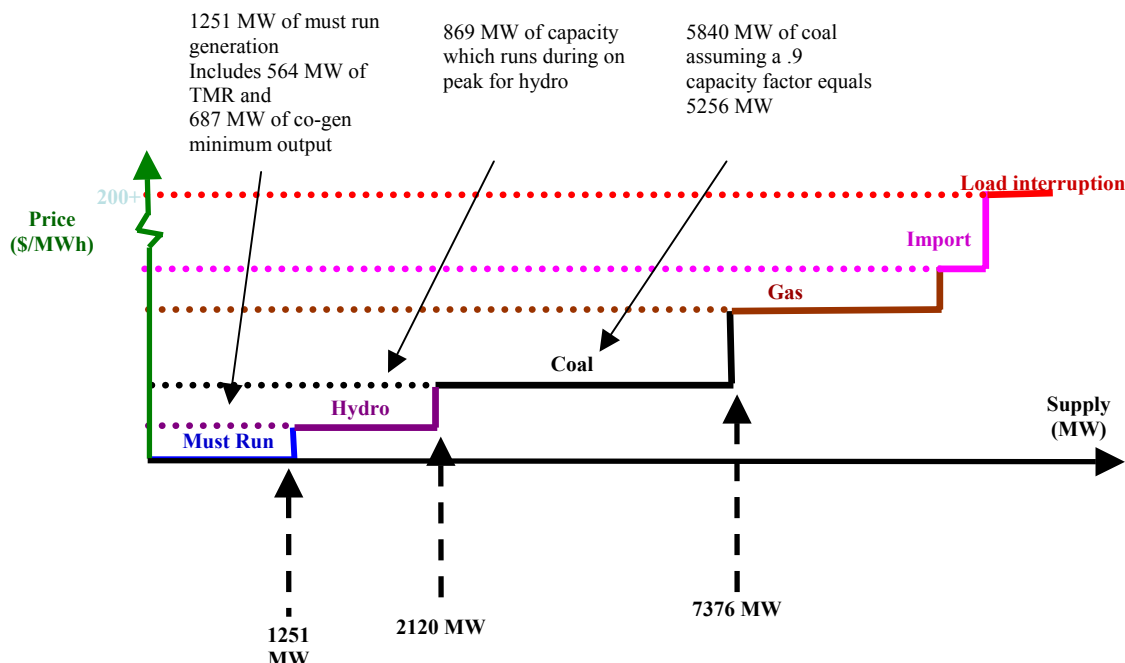 1251 MW of must run
generation
Includes 564 MW of
TMR and
687 MW of co-gen
minimum output
869 MW of capacity
which runs during on
peak for hydro
5840 MW of coal
assuming a .9
capacity factor equals
5256 MW
200+
Load interruption
Price
($/MWh)
Import
Gas
Coal
Hydro
Must Run
Supply
(MW)
1251
MW
2120 MW
7376 MW